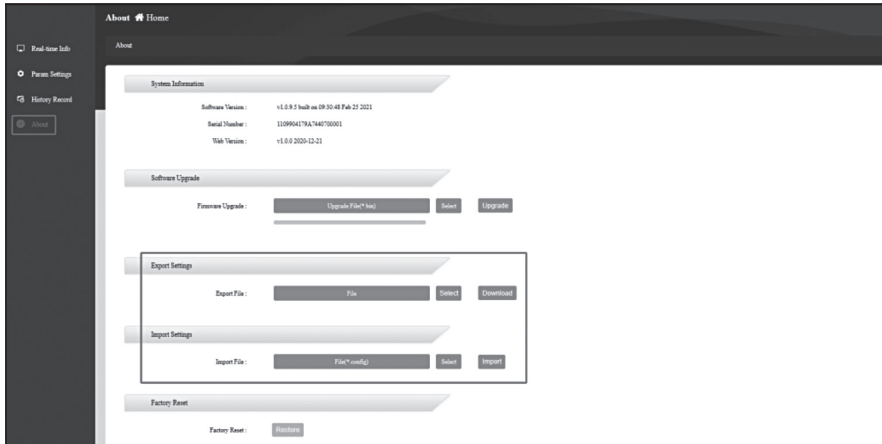 About Home
Real-time Info
Param Settings
History Record
About
About
System Information
Software Version : v1.0.9.5 built on 09:50:48 Feb 25 2021
Serial Number : 1109904179A7440700001
Web Version : v1.0.0 2020-12-21
Software Upgrade
Firmware Upgrade : Upgrade File(*.bin) Select Upgrade
Export Settings
Export File : File Select Download
Import Settings
Import File : File(*.config) Select Import
Factory Reset
Factory Reset : Restore